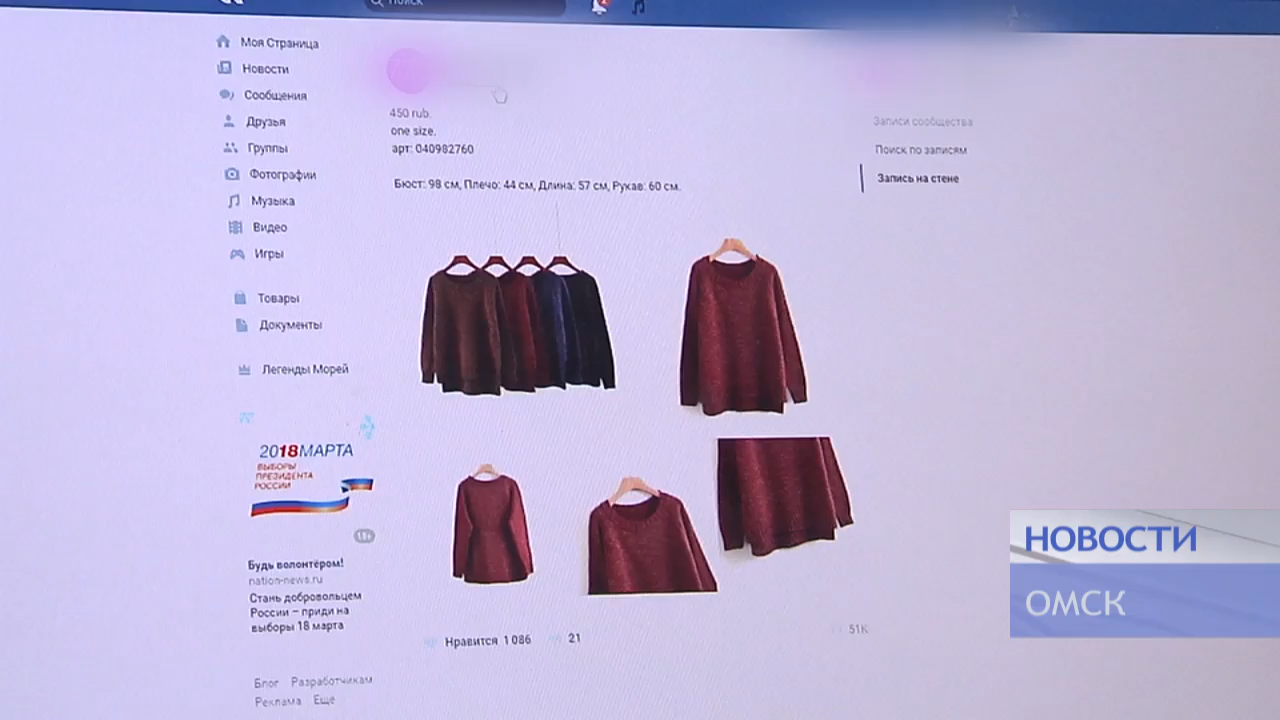 Поиск
2
Моя Страница
Новости
Сообщения
Друзья
Группы
Фотографии
Музыка
Видео
Игры
Товары
Документы
Легенды Морей
2018МАРТА
ВЫБОРЫ
ПРЕЗИДЕНТА
РОССИИ
18+
Будь волонтёром!
nation-news.ru
Стань добровольцем
России – приди на
выборы 18 марта
Блог Разработчикам
Реклама Ещё
450 rub.
one size.
арт: 040982760
Бюст: 98 см, Плечо: 44 см, Длина: 57 см, Рукав: 60 см.
Нравится 1 086 21 51K
Записи сообщества
Поиск по записям
Запись на стене
НОВОСТИ
ОМСК